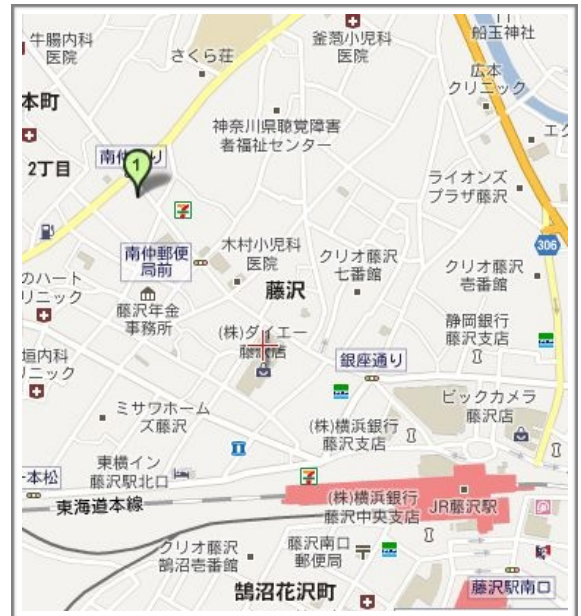 牛腸内科
医院
釜萢小児科
医院
船玉神社
さくら荘
広本
クリニック
本町
神奈川県聴覚障害
者福祉センター
エク
2丁目
1
ライオンズ
プラザ藤沢
306
南仲郵便
局前
木村小児科
医院
クリオ藤沢
七番館
クリオ藤沢
壱番館
のハート
リニック
藤沢
藤沢年金
事務所
(株)ダイエー
静岡銀行
藤沢支店
垣内科
ニック
銀座通り
ミサワホーム
ズ藤沢
ビックカメラ
藤沢店
(株)横浜銀行
藤沢支店
東横イン
藤沢駅北口
一本松
東海道本線
(株)横浜銀行
藤沢中央支店
JR藤沢駅
クリオ藤沢
鵠沼壱番館
藤沢南口
郵便局
鵠沼花沢町
藤沢駅南口